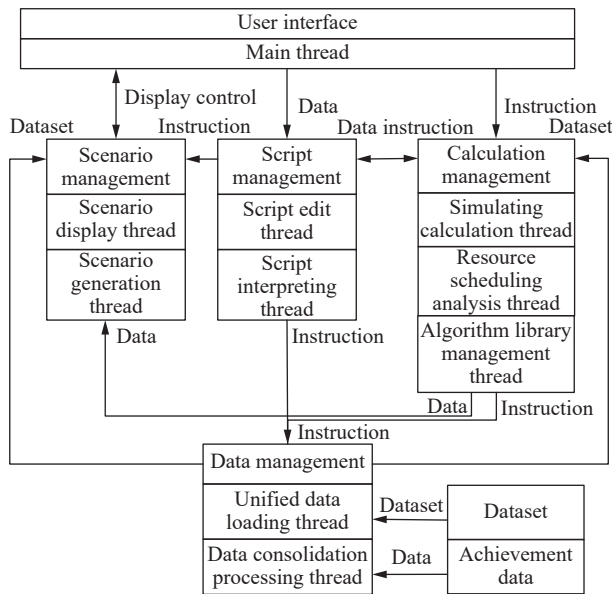 User interface
Main thread
Display control
Data
Instruction
Dataset
Instruction
Data instruction
Dataset
Scenario
management
Scenario
display thread
Scenario
generation thread
Script
management
Script edit
thread
Script
interpreting thread
Calculation
management
Simulating
calculation thread
Resource
scheduling
analysis thread
Algorithm library
management
thread
Data
Instruction
Data
Instruction
Instruction
Data management
Unified data
loading thread
Data consolidation
processing thread
Dataset
Data
Dataset
Achievement
data